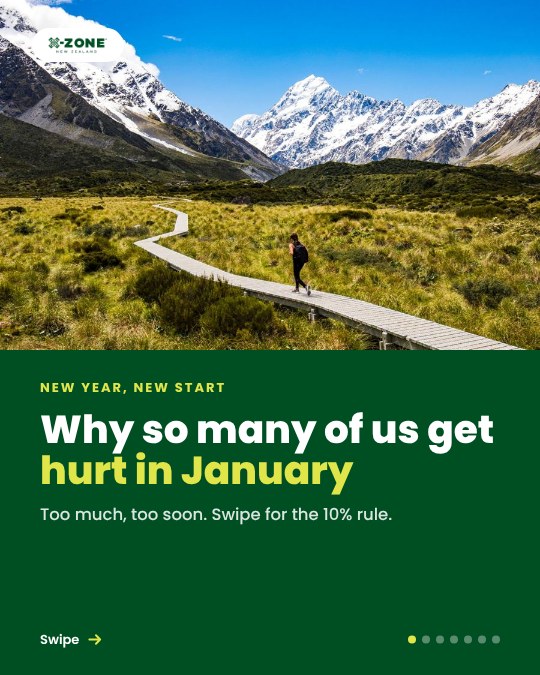 X-ZONE
NEW ZEALAND
NEW YEAR, NEW START
Why so many of us get
hurt in January
Too much, too soon. Swipe for the 10% rule.
Swipe →